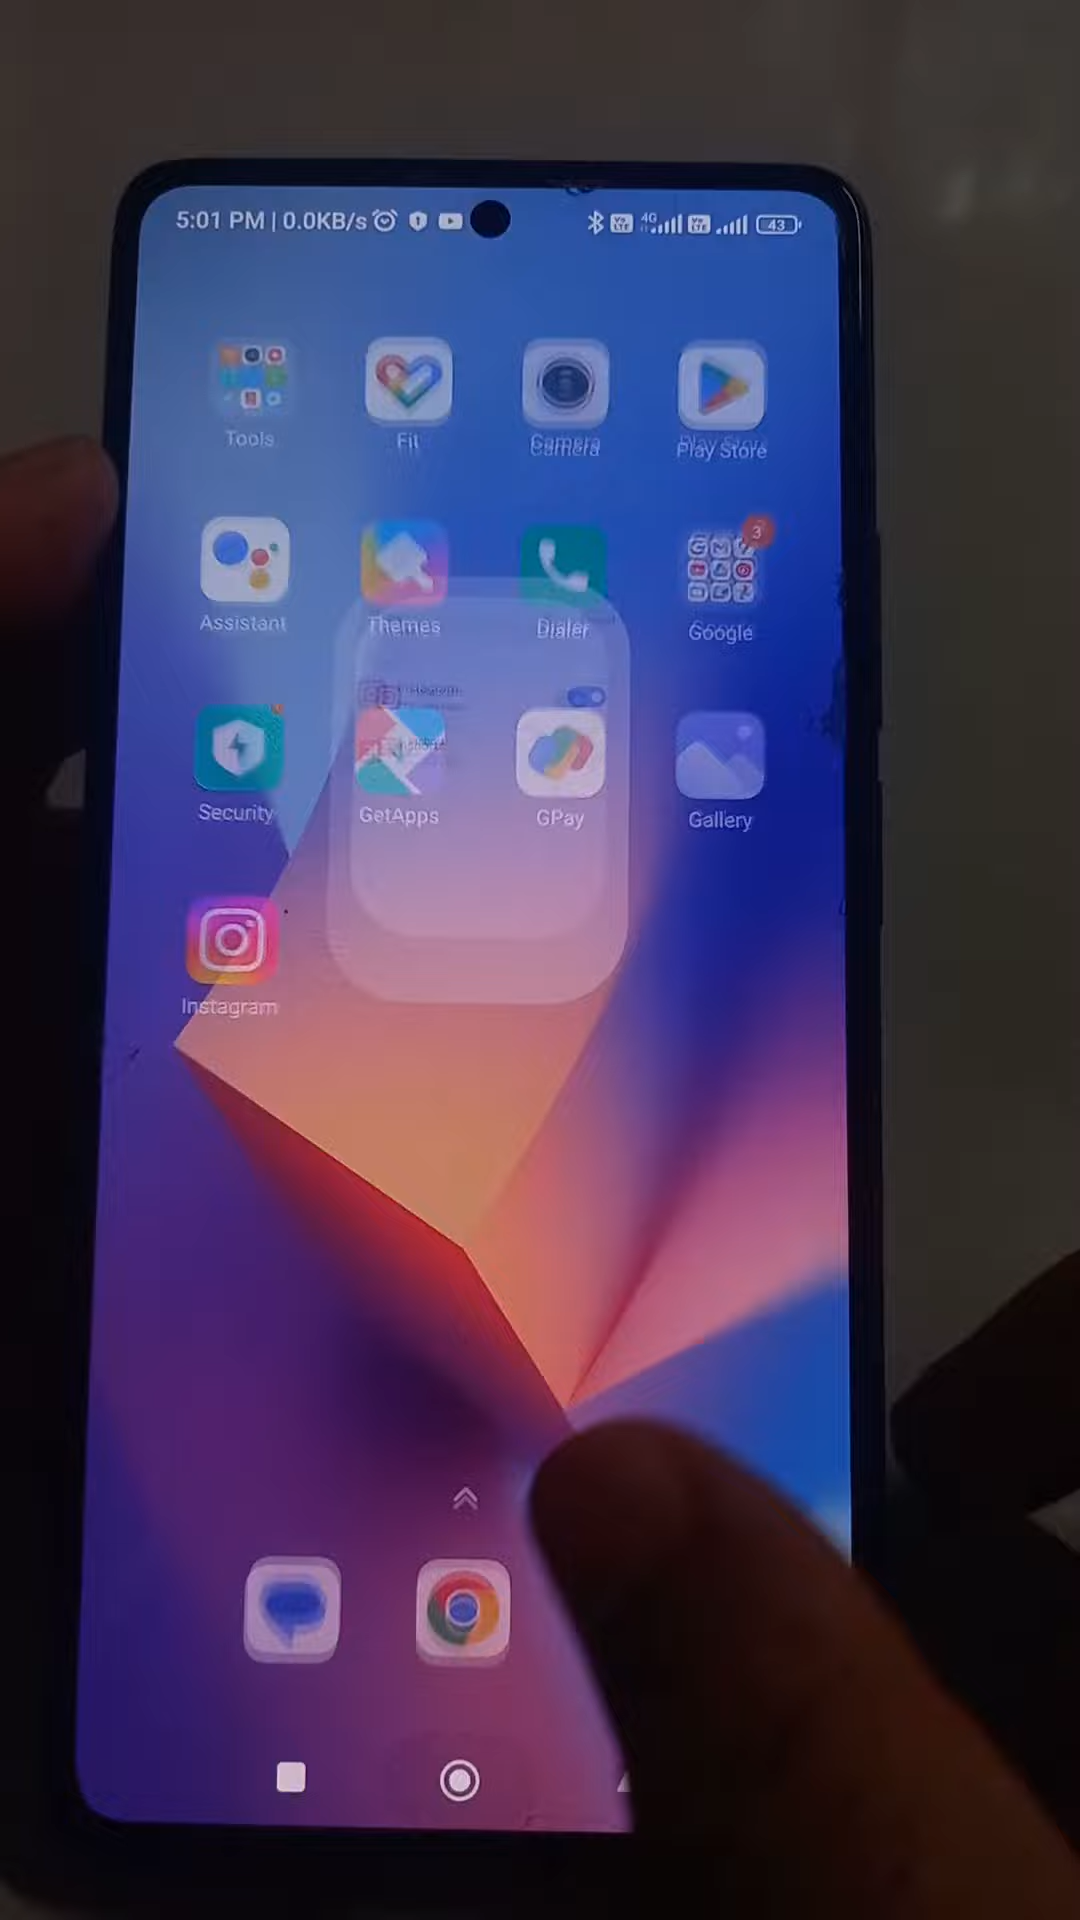 5:01 PM | 0.0KB/s
4G
43
Tools
Fit
Camera
Play Store
Assistant
Themes
Dialer
3
Google
Security
GetApps
GPay
Gallery
Instagram